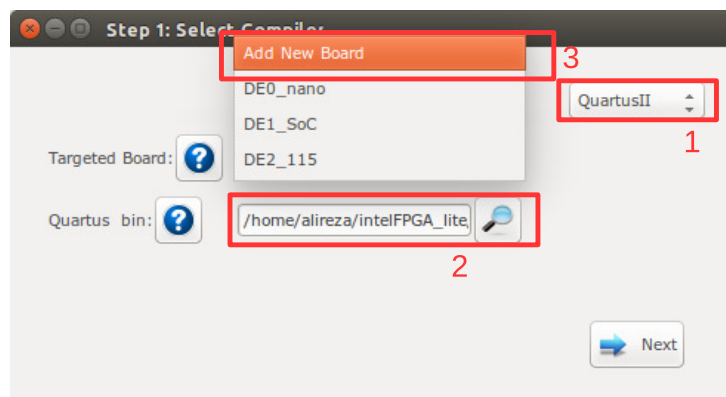 Step 1: Select Compiler
Add New Board
3
DE0_nano
QuartusII
DE1_SoC
1
Targeted Board:
DE2_115
Quartus bin:
/home/alireza/intelFPGA_lite
2
Next